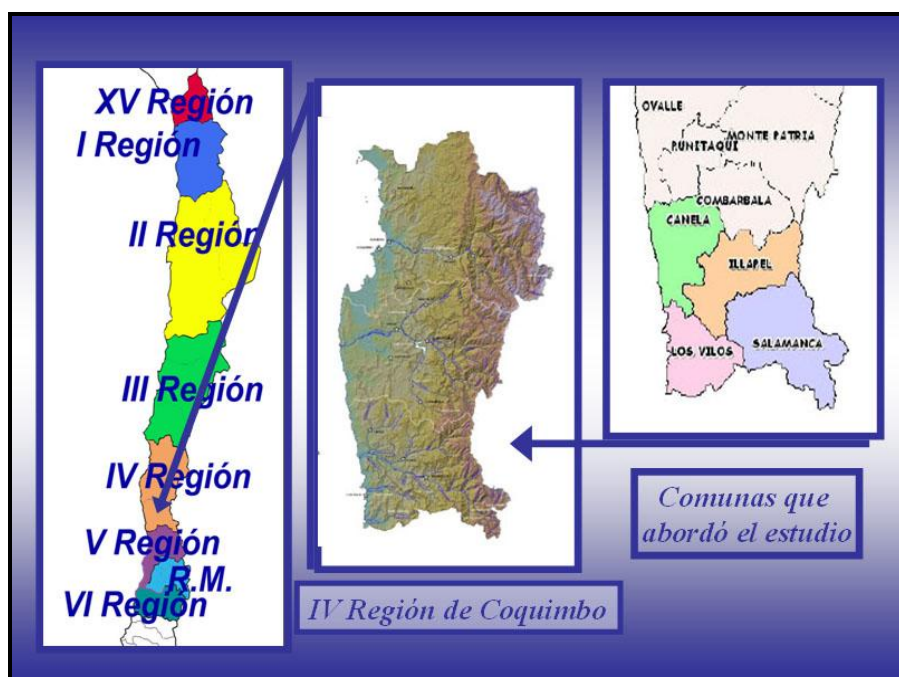 XV Región
I Región
II Región
III Región
IV Región
V Región
R.M.
VI Región
IV Región de Coquimbo
OVALLE
MONTE PATRIA
PUNITAQUI
COMBARBALA
CANELA
ILLAPEL
SALAMANCA
LOS VILOS
Comunas que
abordó el estudio